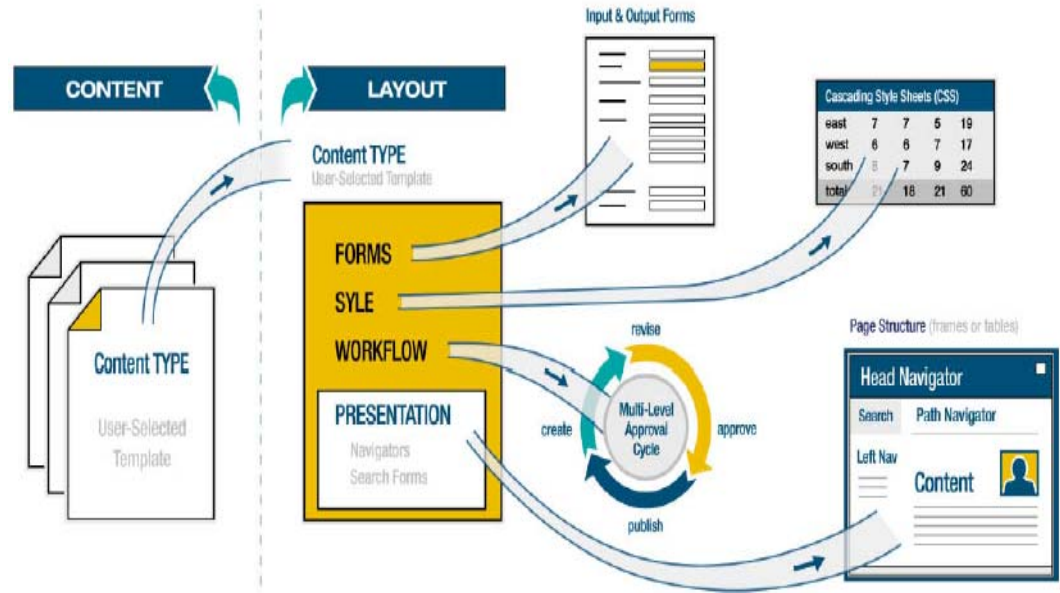 Input & Output Forms
CONTENT
LAYOUT
Content TYPE
User-Selected Template
Cascading Style Sheets (CSS)
east 7 7 5 19
west 6 6 7 17
south 8 7 9 24
total 21 18 21 60
FORMS
SYLE
WORKFLOW
PRESENTATION
Navigators
Search Forms
Content TYPE
User-Selected
Template
revise
Multi-Level
Approval
Cycle
create
approve
publish
Page Structure (frames or tables)
Head Navigator
Search
Path Navigator
Left Nav
Content